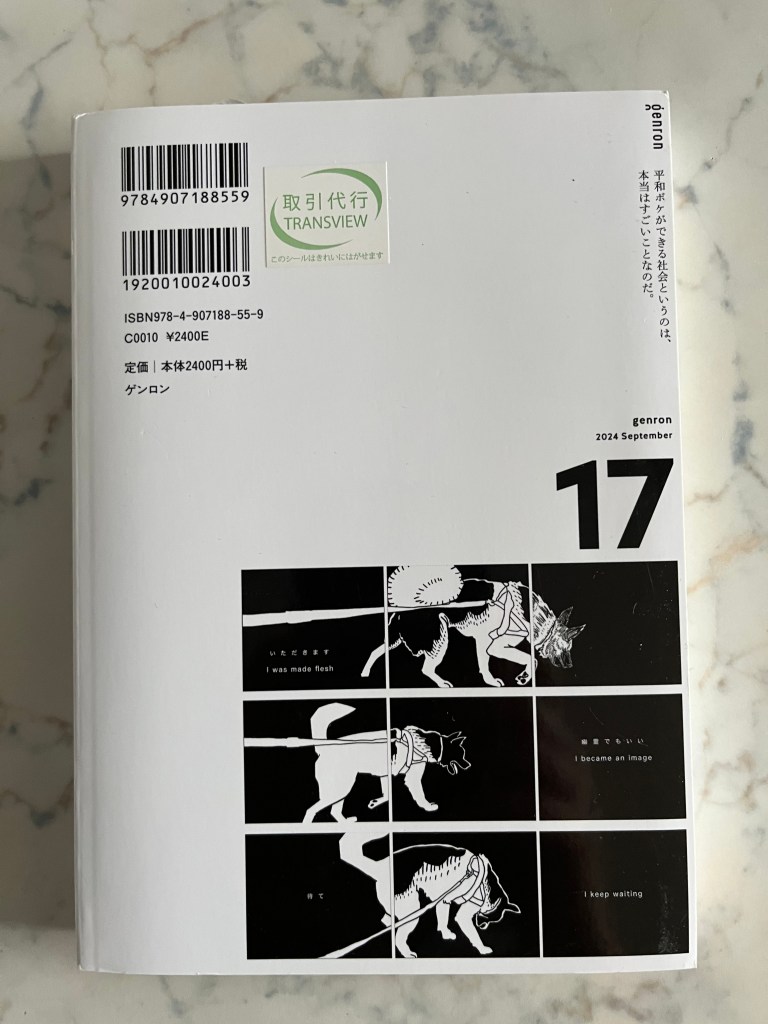 genron
平和ボケができる社会というのは、
本当はすごいことなのだ。
9784907188559
取引代行
TRANSVIEW
このシールはきれいにはがせます
1920010024003
ISBN978-4-907188-55-9
C0010 ¥2400E
定価｜本体2400円＋税
ゲンロン
genron
2024 September
17
いただきます
I was made flesh
幽霊でもいい
I became an image
待て
I keep waiting